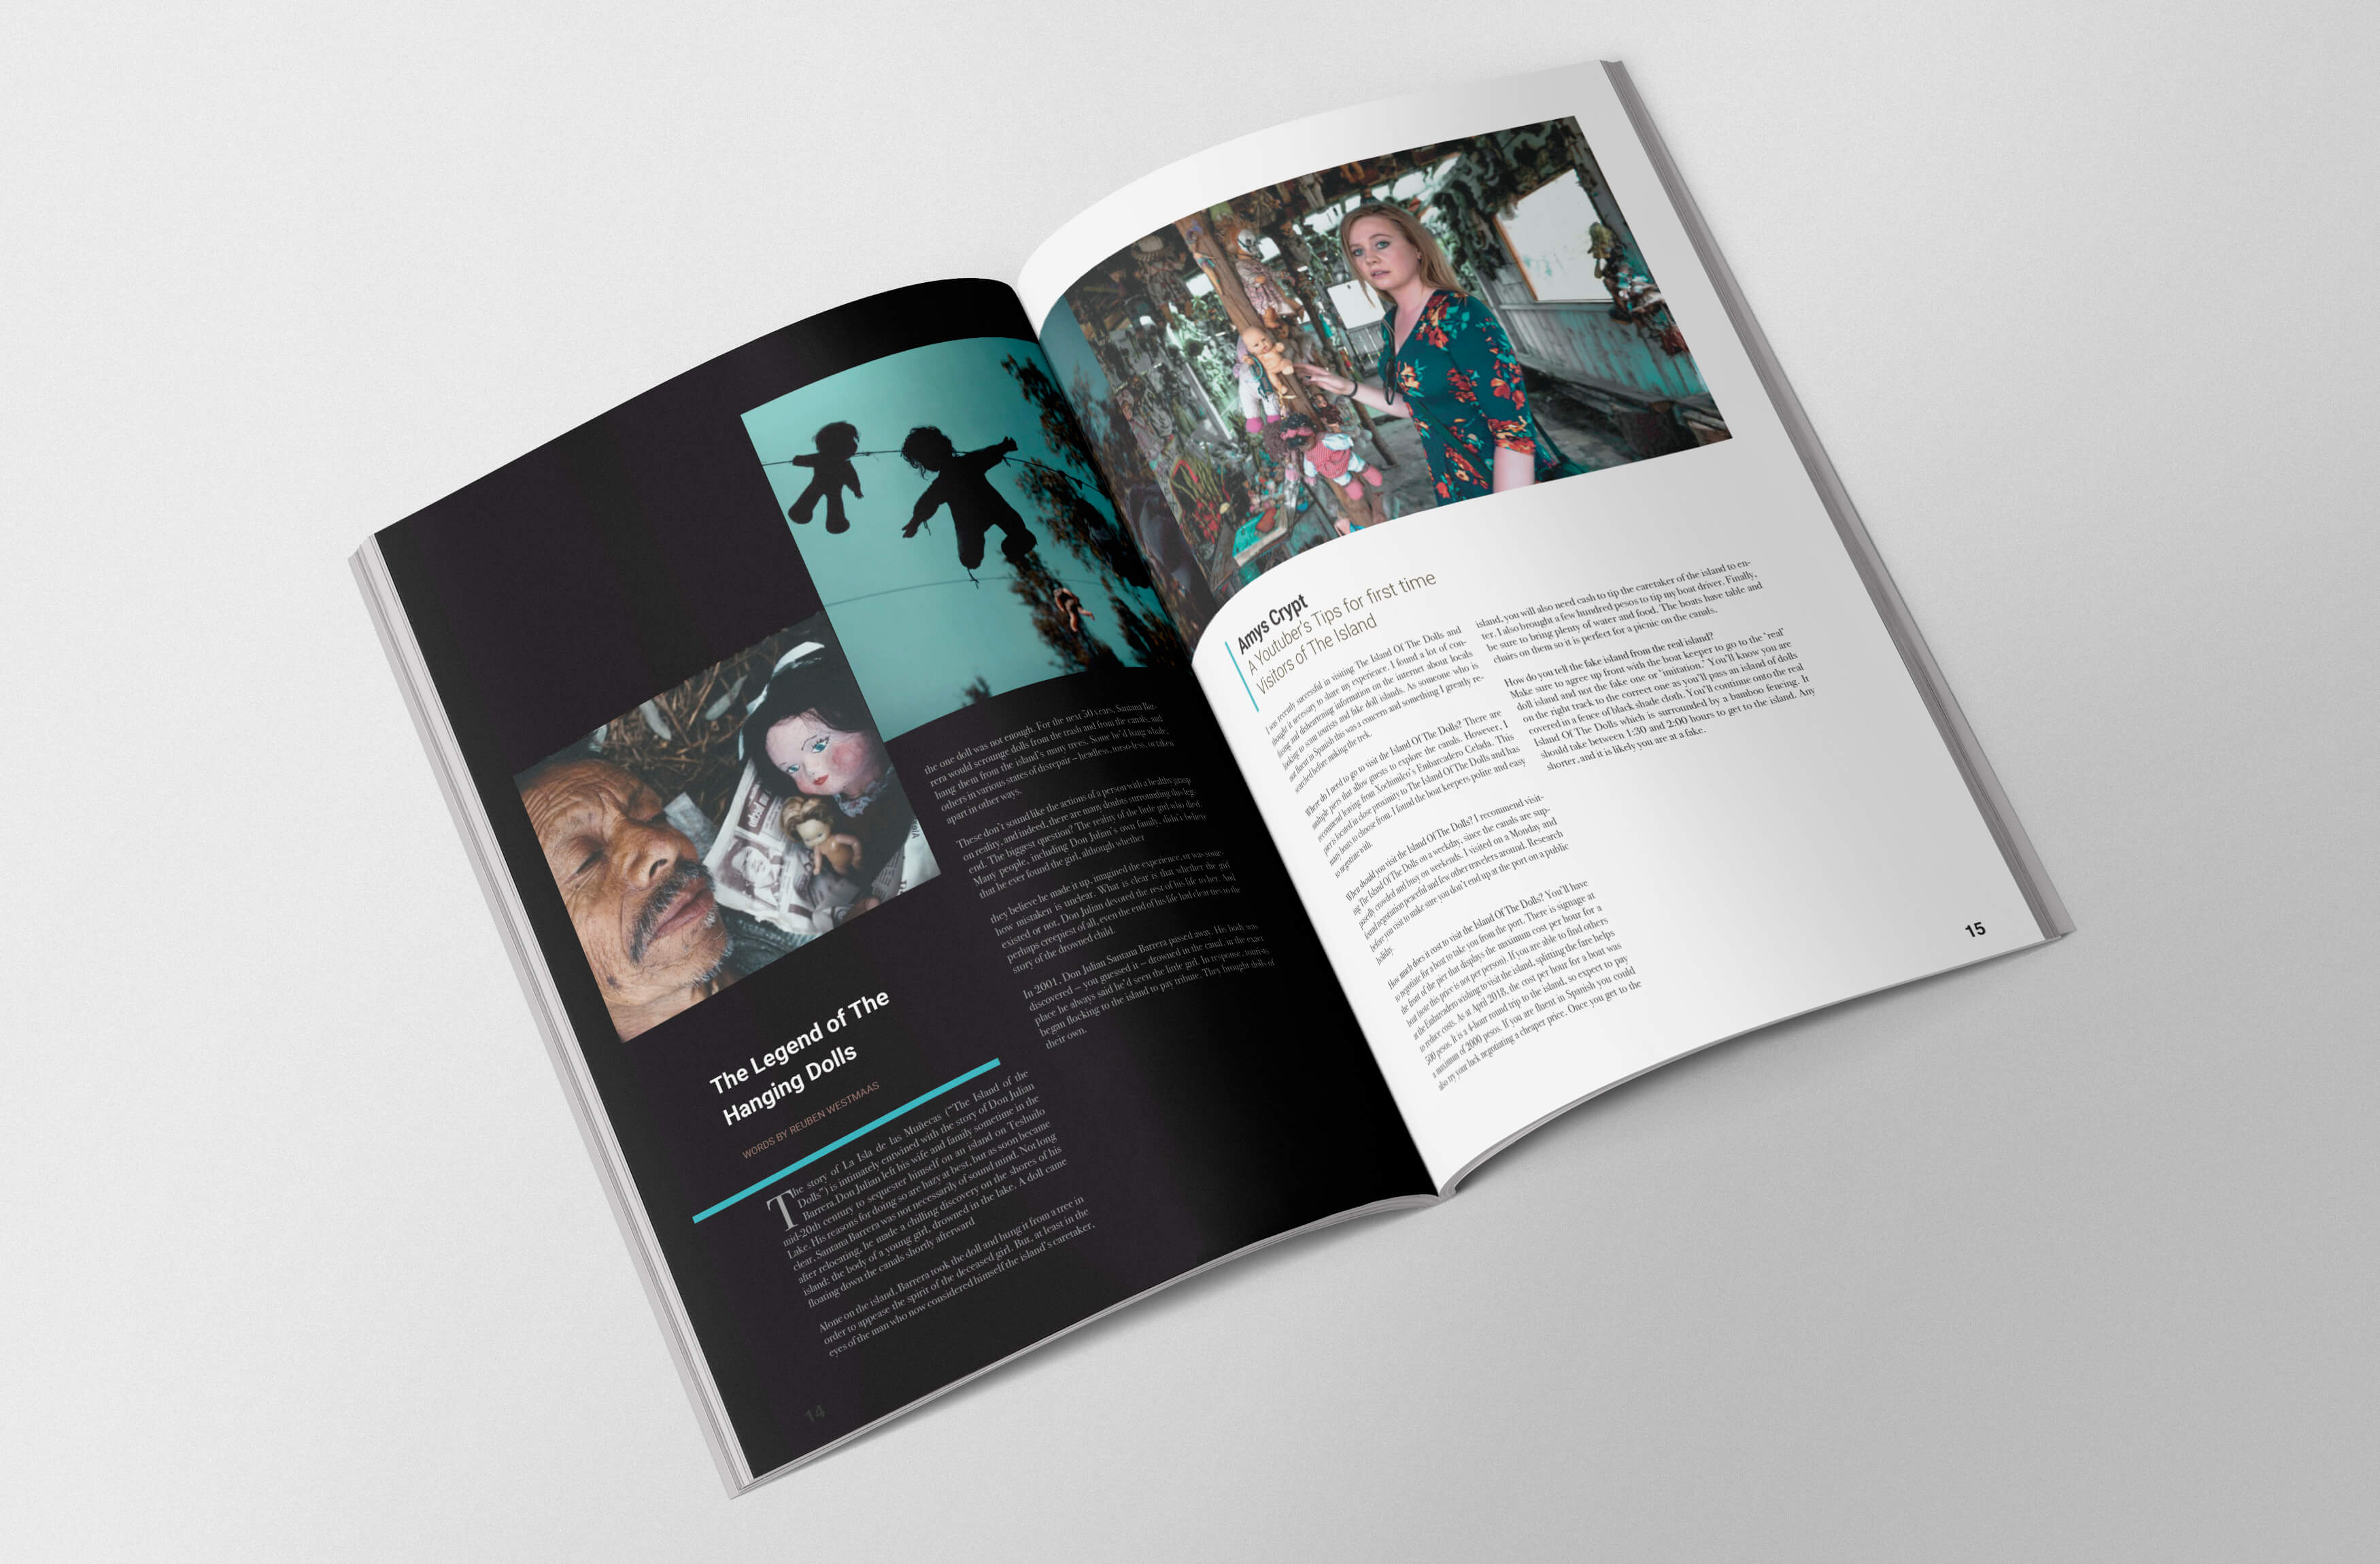 The Legend of The
Hanging Dolls
WORDS BY REUBEN WESTMAAS
The story of La Isla de las Muñecas ("The Island of the
Dolls") is intimately entwined with the story of Don Julian
Barrera. Don Julian left his wife and family sometime in the
mid-20th century to sequester himself on an island on Teshuilo
Lake. His reasons for doing so are hazy at best, but as soon became
clear, Santana Barrera was not necessarily of sound mind. Not long
after relocating, he made a chilling discovery on the shores of his
island: the body of a young girl, drowned in the lake. A doll came
floating down the canals shortly afterward
Alone on the island, Barrera took the doll and hung it from a tree in
order to appease the spirit of the deceased girl. But, at least in the
eyes of the man who now considered himself the island's caretaker,
the one doll was not enough. For the next 50 years, Santana Bar-
rera would scrounge dolls from the trash and from the canals, and
hang them from the island's many trees. Some he'd hang whole,
others in various states of disrepair – headless, torso-less, or taken
apart in other ways.
These don't sound like the actions of a person with a healthy grasp
on reality, and indeed, there are many doubts surrounding this leg-
end. The biggest question? The reality of the little girl who died.
Many people, including Don Julian's own family, didn't believe
that he ever found the girl, although whether
they believe he made it up, imagined the experience, or was some-
how mistaken is unclear. What is clear is that whether the girl
existed or not, Don Julian devoted the rest of his life to her. And
perhaps creepiest of all, even the end of his life had clear ties to the
story of the drowned child.
In 2001, Don Julian Santana Barrera passed away. His body was
discovered – you guessed it – drowned in the canal, in the exact
place he always said he'd seen the little girl. In response, tourists
began flocking to the island to pay tribute. They brought dolls of
their own.
14
Amys Crypt
A Youtuber's Tips for first time
Visitors of The Island
I was recently successful in visiting The Island Of The Dolls and
thought it necessary to share my experience. I found a lot of con-
fusing and disheartening information on the internet about locals
looking to scam tourists and fake doll islands. As someone who is
not fluent in Spanish this was a concern and something I greatly re-
searched before making the trek.
Where do I need to go to visit the Island Of The Dolls? There are
multiple piers that allow guests to explore the canals. However, I
recommend leaving from Xochimilco's Embarcadero Celada. This
pier is located in close proximity to The Island Of The Dolls and has
many boats to choose from. I found the boat keepers polite and easy
to negotiate with.
When should you visit the Island Of The Dolls? I recommend visit-
ing The Island Of The Dolls on a weekday, since the canals are sup-
posedly crowded and busy on weekends. I visited on a Monday and
found negotiation peaceful and few other travelers around. Research
before you visit to make sure you don't end up at the port on a public
holiday.
How much does it cost to visit the Island Of The Dolls? You'll have
to negotiate for a boat to take you from the port. There is signage at
the front of the pier that displays the maximum cost per hour for a
boat (note this price is not per person). If you are able to find others
at the Embarcadero wishing to visit the island, splitting the fare helps
to reduce costs. As at April 2018, the cost per hour for a boat was
500 pesos. It is a 4-hour round trip to the island, so expect to pay
a maximum of 2000 pesos. If you are fluent in Spanish you could
also try your luck negotiating a cheaper price. Once you get to the
island, you will also need cash to tip the caretaker of the island to en-
ter. I also brought a few hundred pesos to tip my boat driver. Finally,
be sure to bring plenty of water and food. The boats have table and
chairs on them so it is perfect for a picnic on the canals.
How do you tell the fake island from the real island?
Make sure to agree up front with the boat keeper to go to the 'real'
doll island and not the fake one or 'imitation.' You'll know you are
on the right track to the correct one as you'll pass an island of dolls
covered in a fence of black shade cloth. You'll continue onto the real
Island Of The Dolls which is surrounded by a bamboo fencing. It
should take between 1:30 and 2:00 hours to get to the island. Any
shorter, and it is likely you are at a fake.
15